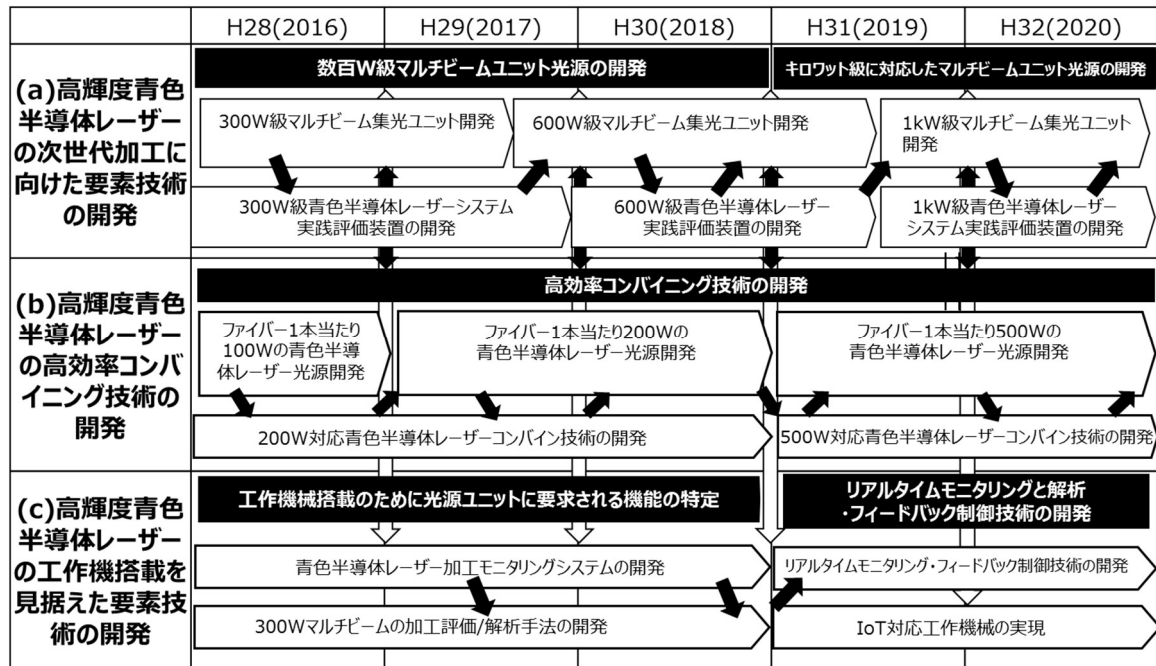 H28(2016)
H29(2017)
H30(2018)
H31(2019)
H32(2020)
(a)高輝度青色
半導体レーザー
の次世代加工に
向けた要素技術
の開発
数百W級マルチビームユニット光源の開発
キロワット級に対応したマルチビームユニット光源の開発
300W級マルチビーム集光ユニット開発
600W級マルチビーム集光ユニット開発
1kW級マルチビーム集光ユニット
開発
300W級青色半導体レーザーシステム
実践評価装置の開発
600W級青色半導体レーザー
実践評価装置の開発
1kW級青色半導体レーザー
システム実践評価装置の開発
(b)高輝度青色
半導体レーザー
の高効率コンバ
イニング技術の
開発
高効率コンバイニング技術の開発
ファイバー1本当たり
100Wの青色半導
体レーザー光源開発
ファイバー1本当たり200Wの
青色半導体レーザー光源開発
ファイバー1本当たり500Wの
青色半導体レーザー光源開発
200W対応青色半導体レーザーコンバイン技術の開発
500W対応青色半導体レーザーコンバイン技術の開発
(c)高輝度青色
半導体レーザー
の工作機搭載を
見据えた要素技
術の開発
工作機械搭載のために光源ユニットに要求される機能の特定
リアルタイムモニタリングと解析
・フィードバック制御技術の開発
青色半導体レーザー加工モニタリングシステムの開発
リアルタイムモニタリング・フィードバック制御技術の開発
300Wマルチビームの加工評価/解析手法の開発
IoT対応工作機械の実現